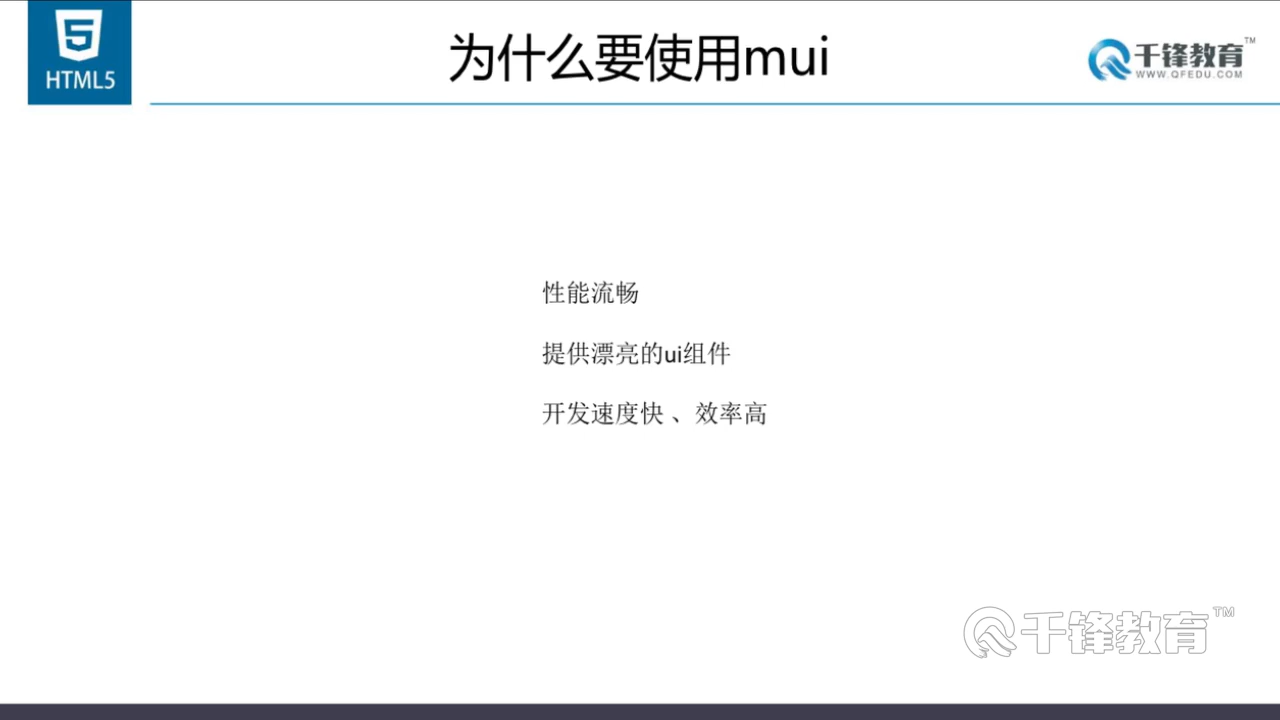 HTML5
为什么要使用mui
千锋教育™
WWW.QFEDU.COM
性能流畅
提供漂亮的ui组件
开发速度快 、效率高
千锋教育™